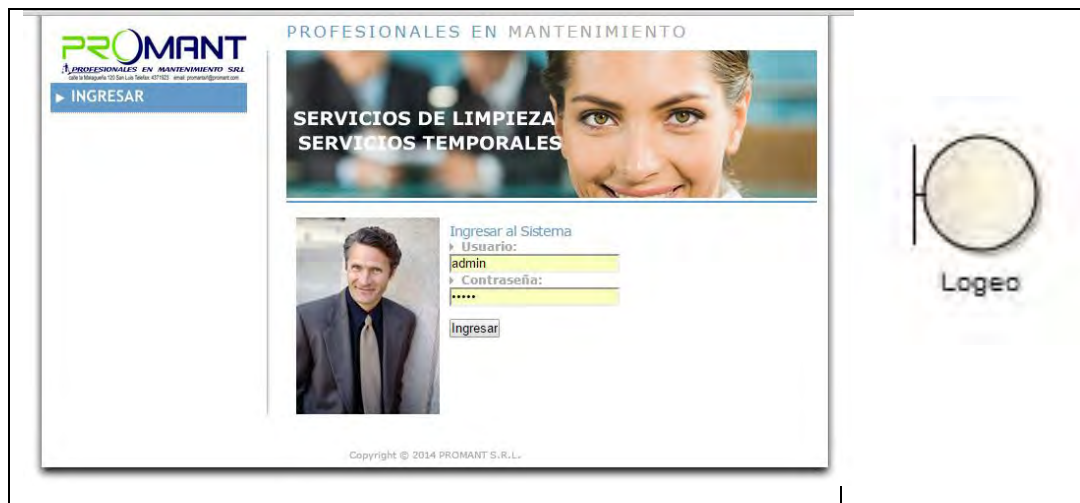 PROMANT
PROFESIONALES EN MANTENIMIENTO SRL
INGRESAR
PROFESIONALES EN MANTENIMIENTO
SERVICIOS DE LIMPIEZA
SERVICIOS TEMPORALES
Ingresar al Sistema
Usuario:
admin
Contraseña:
•••••
Ingresar
Copyright © 2014 PROMANT S.R.L.
Logeo